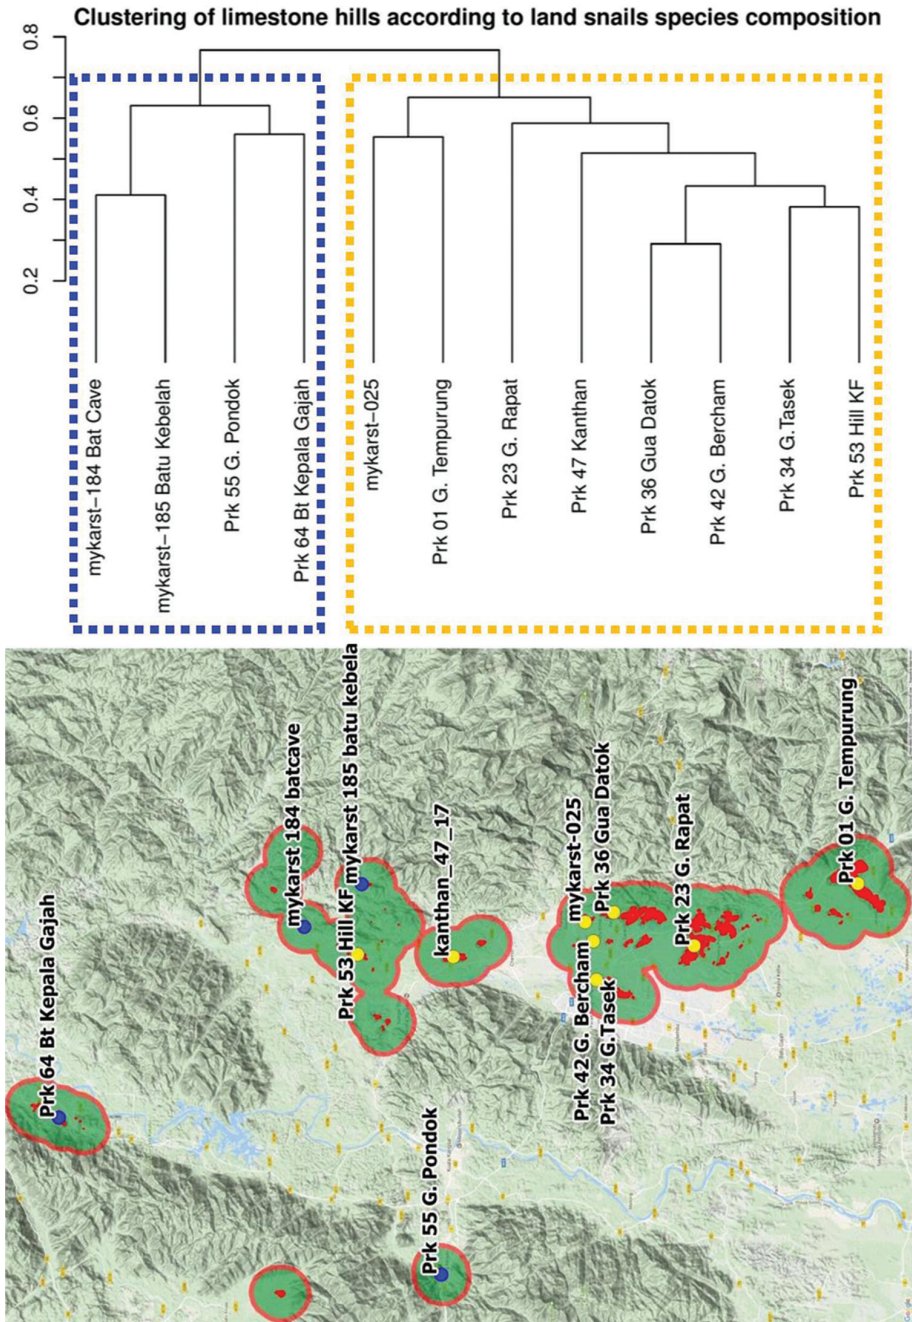 Clustering of limestone hills according to land snails species composition
0.8
0.6
0.4
0.2
mykarst−184 Bat Cave
mykarst−185 Batu Kebelah
Prk 55 G. Pondok
Prk 64 Bt Kepala Gajah
mykarst−025
Prk 01 G. Tempurung
Prk 23 G. Rapat
Prk 47 Kanthan
Prk 36 Gua Datok
Prk 42 G. Bercham
Prk 34 G.Tasek
Prk 53 Hill KF
Prk 64 Bt Kepala Gajah
mykarst 184 batcave
mykarst 185 batu kebela
Prk 53 Hill KF
kanthan_47_17
Prk 55 G. Pondok
mykarst-025
Prk 36 Gua Datok
Prk 42 G. Bercham
Prk 34 G.Tasek
Prk 23 G. Rapat
Prk 01 G. Tempurung
Google